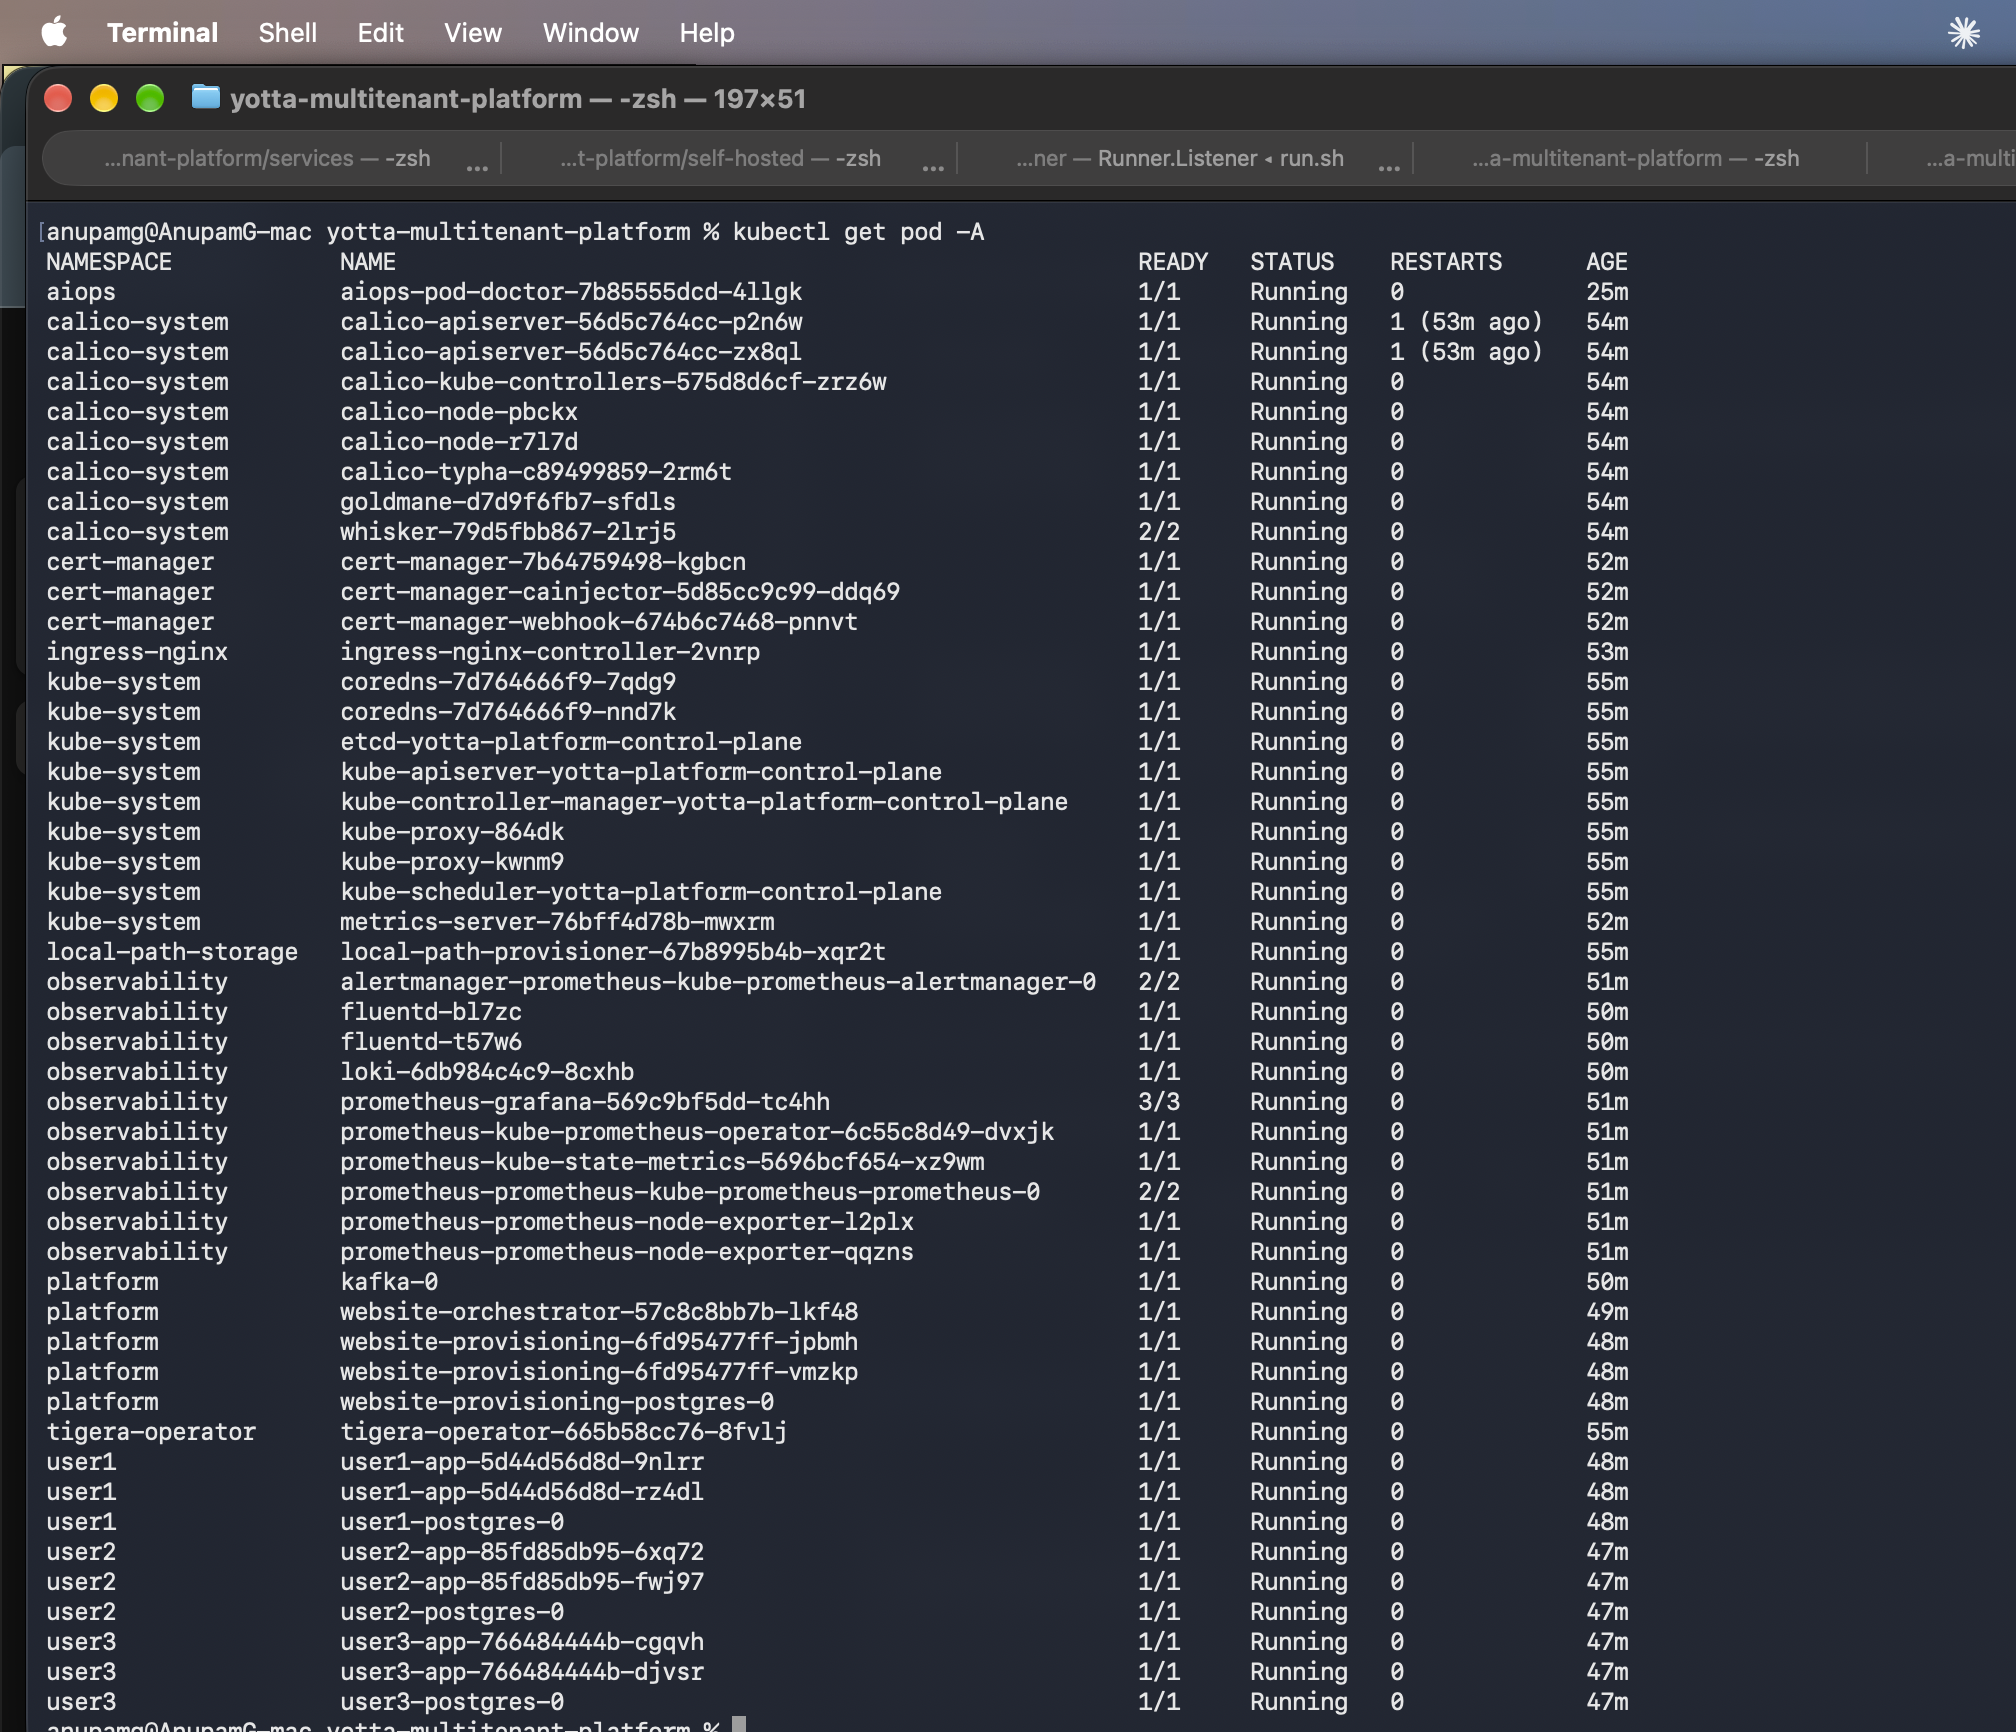 Terminal Shell Edit View Window Help
yotta-multitenant-platform — -zsh — 197×51
...nant-platform/services — -zsh ... ...t-platform/self-hosted — -zsh ... ...ner — Runner.Listener ◂ run.sh ... ...a-multitenant-platform — -zsh ...a-multi
[anupamg@AnupamG-mac yotta-multitenant-platform % kubectl get pod -A
NAMESPACE NAME READY STATUS RESTARTS AGE
aiops aiops-pod-doctor-7b85555dcd-4llgk 1/1 Running 0 25m
calico-system calico-apiserver-56d5c764cc-p2n6w 1/1 Running 1 (53m ago) 54m
calico-system calico-apiserver-56d5c764cc-zx8ql 1/1 Running 1 (53m ago) 54m
calico-system calico-kube-controllers-575d8d6cf-zrz6w 1/1 Running 0 54m
calico-system calico-node-pbckx 1/1 Running 0 54m
calico-system calico-node-r7l7d 1/1 Running 0 54m
calico-system calico-typha-c89499859-2rm6t 1/1 Running 0 54m
calico-system goldmane-d7d9f6fb7-sfdls 1/1 Running 0 54m
calico-system whisker-79d5fbb867-2lrj5 2/2 Running 0 54m
cert-manager cert-manager-7b64759498-kgbcn 1/1 Running 0 52m
cert-manager cert-manager-cainjector-5d85cc9c99-ddq69 1/1 Running 0 52m
cert-manager cert-manager-webhook-674b6c7468-pnnvt 1/1 Running 0 52m
ingress-nginx ingress-nginx-controller-2vnrp 1/1 Running 0 53m
kube-system coredns-7d764666f9-7qdg9 1/1 Running 0 55m
kube-system coredns-7d764666f9-nnd7k 1/1 Running 0 55m
kube-system etcd-yotta-platform-control-plane 1/1 Running 0 55m
kube-system kube-apiserver-yotta-platform-control-plane 1/1 Running 0 55m
kube-system kube-controller-manager-yotta-platform-control-plane 1/1 Running 0 55m
kube-system kube-proxy-864dk 1/1 Running 0 55m
kube-system kube-proxy-kwnm9 1/1 Running 0 55m
kube-system kube-scheduler-yotta-platform-control-plane 1/1 Running 0 55m
kube-system metrics-server-76bff4d78b-mwxrm 1/1 Running 0 52m
local-path-storage local-path-provisioner-67b8995b4b-xqr2t 1/1 Running 0 55m
observability alertmanager-prometheus-kube-prometheus-alertmanager-0 2/2 Running 0 51m
observability fluentd-bl7zc 1/1 Running 0 50m
observability fluentd-t57w6 1/1 Running 0 50m
observability loki-6db984c4c9-8cxhb 1/1 Running 0 50m
observability prometheus-grafana-569c9bf5dd-tc4hh 3/3 Running 0 51m
observability prometheus-kube-prometheus-operator-6c55c8d49-dvxjk 1/1 Running 0 51m
observability prometheus-kube-state-metrics-5696bcf654-xz9wm 1/1 Running 0 51m
observability prometheus-prometheus-kube-prometheus-prometheus-0 2/2 Running 0 51m
observability prometheus-prometheus-node-exporter-l2plx 1/1 Running 0 51m
observability prometheus-prometheus-node-exporter-qqzns 1/1 Running 0 51m
platform kafka-0 1/1 Running 0 50m
platform website-orchestrator-57c8c8bb7b-lkf48 1/1 Running 0 49m
platform website-provisioning-6fd95477ff-jpbmh 1/1 Running 0 48m
platform website-provisioning-6fd95477ff-vmzkp 1/1 Running 0 48m
platform website-provisioning-postgres-0 1/1 Running 0 48m
tigera-operator tigera-operator-665b58cc76-8fvlj 1/1 Running 0 55m
user1 user1-app-5d44d56d8d-9nlrr 1/1 Running 0 48m
user1 user1-app-5d44d56d8d-rz4dl 1/1 Running 0 48m
user1 user1-postgres-0 1/1 Running 0 48m
user2 user2-app-85fd85db95-6xq72 1/1 Running 0 47m
user2 user2-app-85fd85db95-fwj97 1/1 Running 0 47m
user2 user2-postgres-0 1/1 Running 0 47m
user3 user3-app-766484444b-cgqvh 1/1 Running 0 47m
user3 user3-app-766484444b-djvsr 1/1 Running 0 47m
user3 user3-postgres-0 1/1 Running 0 47m
anupamg@AnupamG-mac yotta-multitenant-platform %